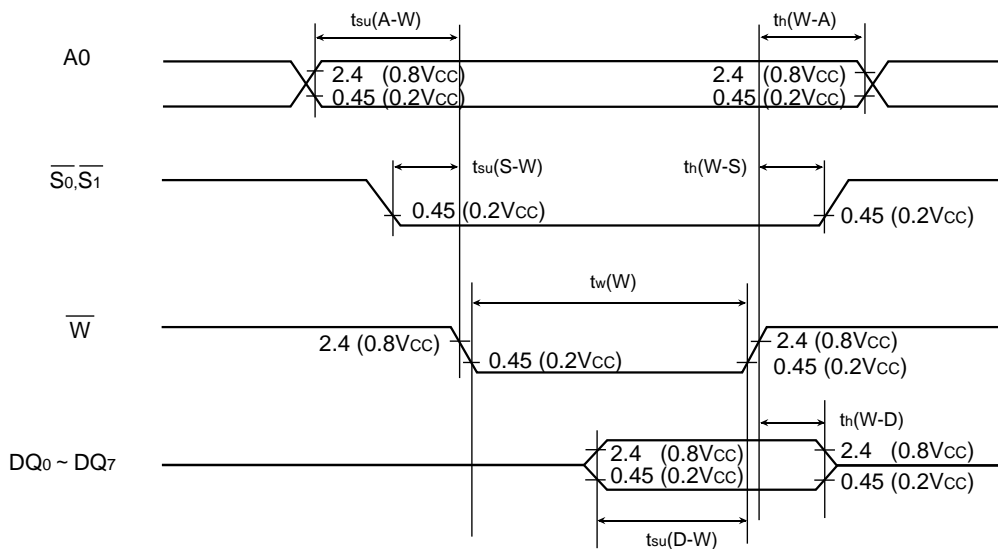 tsu(A-W) th(W-A)
A0
2.4 (0.8VCC) 2.4 (0.8VCC)
0.45 (0.2VCC) 0.45 (0.2VCC)
tsu(S-W) th(W-S)
S0,S1
0.45 (0.2VCC) 0.45 (0.2VCC)
tw(W)
W
2.4 (0.8VCC) 2.4 (0.8VCC)
0.45 (0.2VCC) 0.45 (0.2VCC)
th(W-D)
DQ0 ~ DQ7
2.4 (0.8VCC) 2.4 (0.8VCC)
0.45 (0.2VCC) 0.45 (0.2VCC)
tsu(D-W)